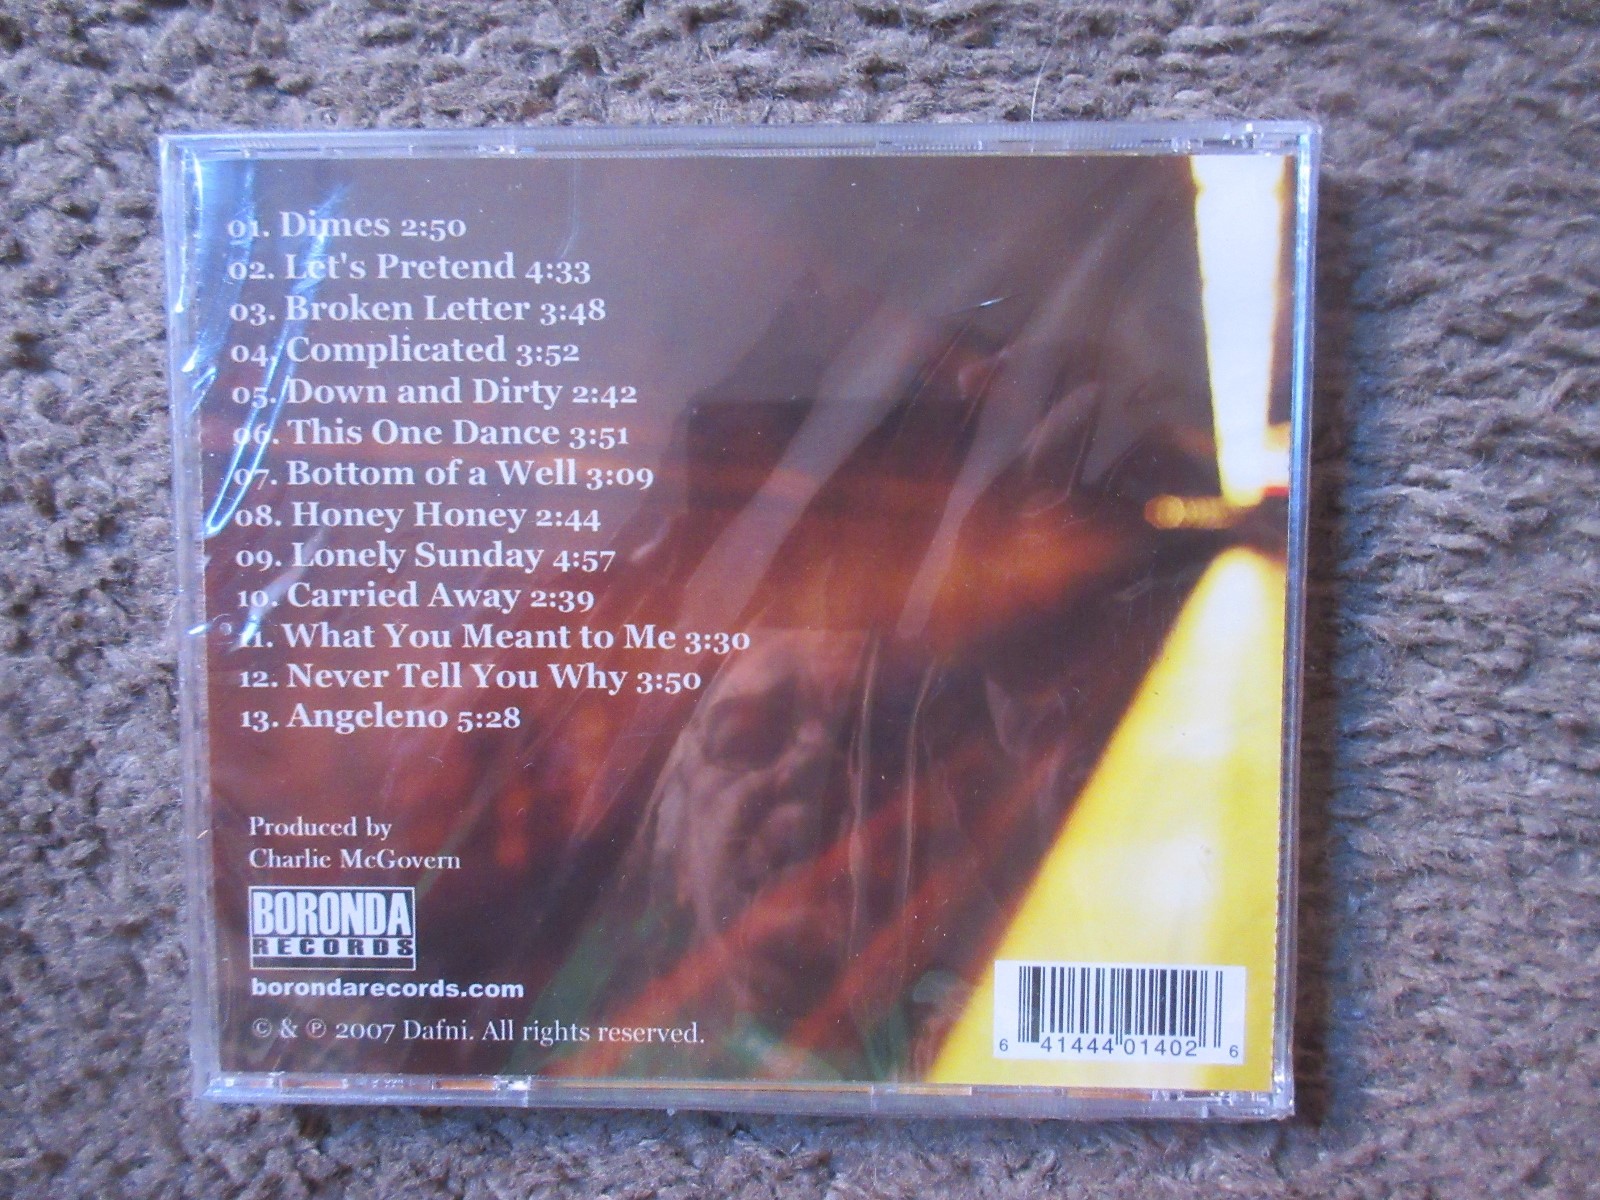 01. Dimes 2:50
02. Let's Pretend 4:33
03. Broken Letter 3:48
04. Complicated 3:52
05. Down and Dirty 2:42
06. This One Dance 3:51
07. Bottom of a Well 3:09
08. Honey Honey 2:44
09. Lonely Sunday 4:57
10. Carried Away 2:39
11. What You Meant to Me 3:30
12. Never Tell You Why 3:50
13. Angeleno 5:28
Produced by
Charlie McGovern
BORONDA
RECORDS
borondarecords.com
© & ℗ 2007 Dafni. All rights reserved.
6 41444 01402 6